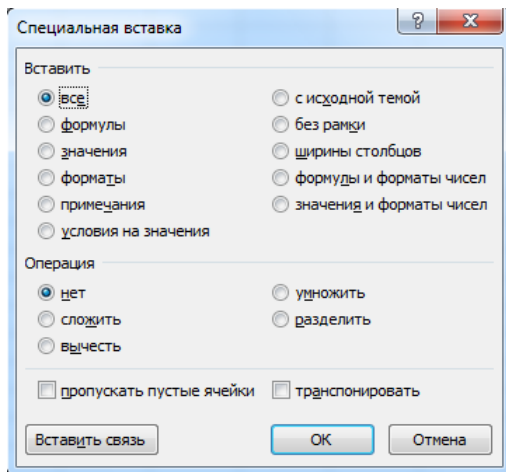 Специальная вставка
Вставить
все
с исходной темой
формулы
без рамки
значения
ширины столбцов
форматы
формулы и форматы чисел
примечания
значения и форматы чисел
условия на значения
Операция
нет
умножить
сложить
разделить
вычесть
пропускать пустые ячейки
транспонировать
Вставить связь
ОК
Отмена